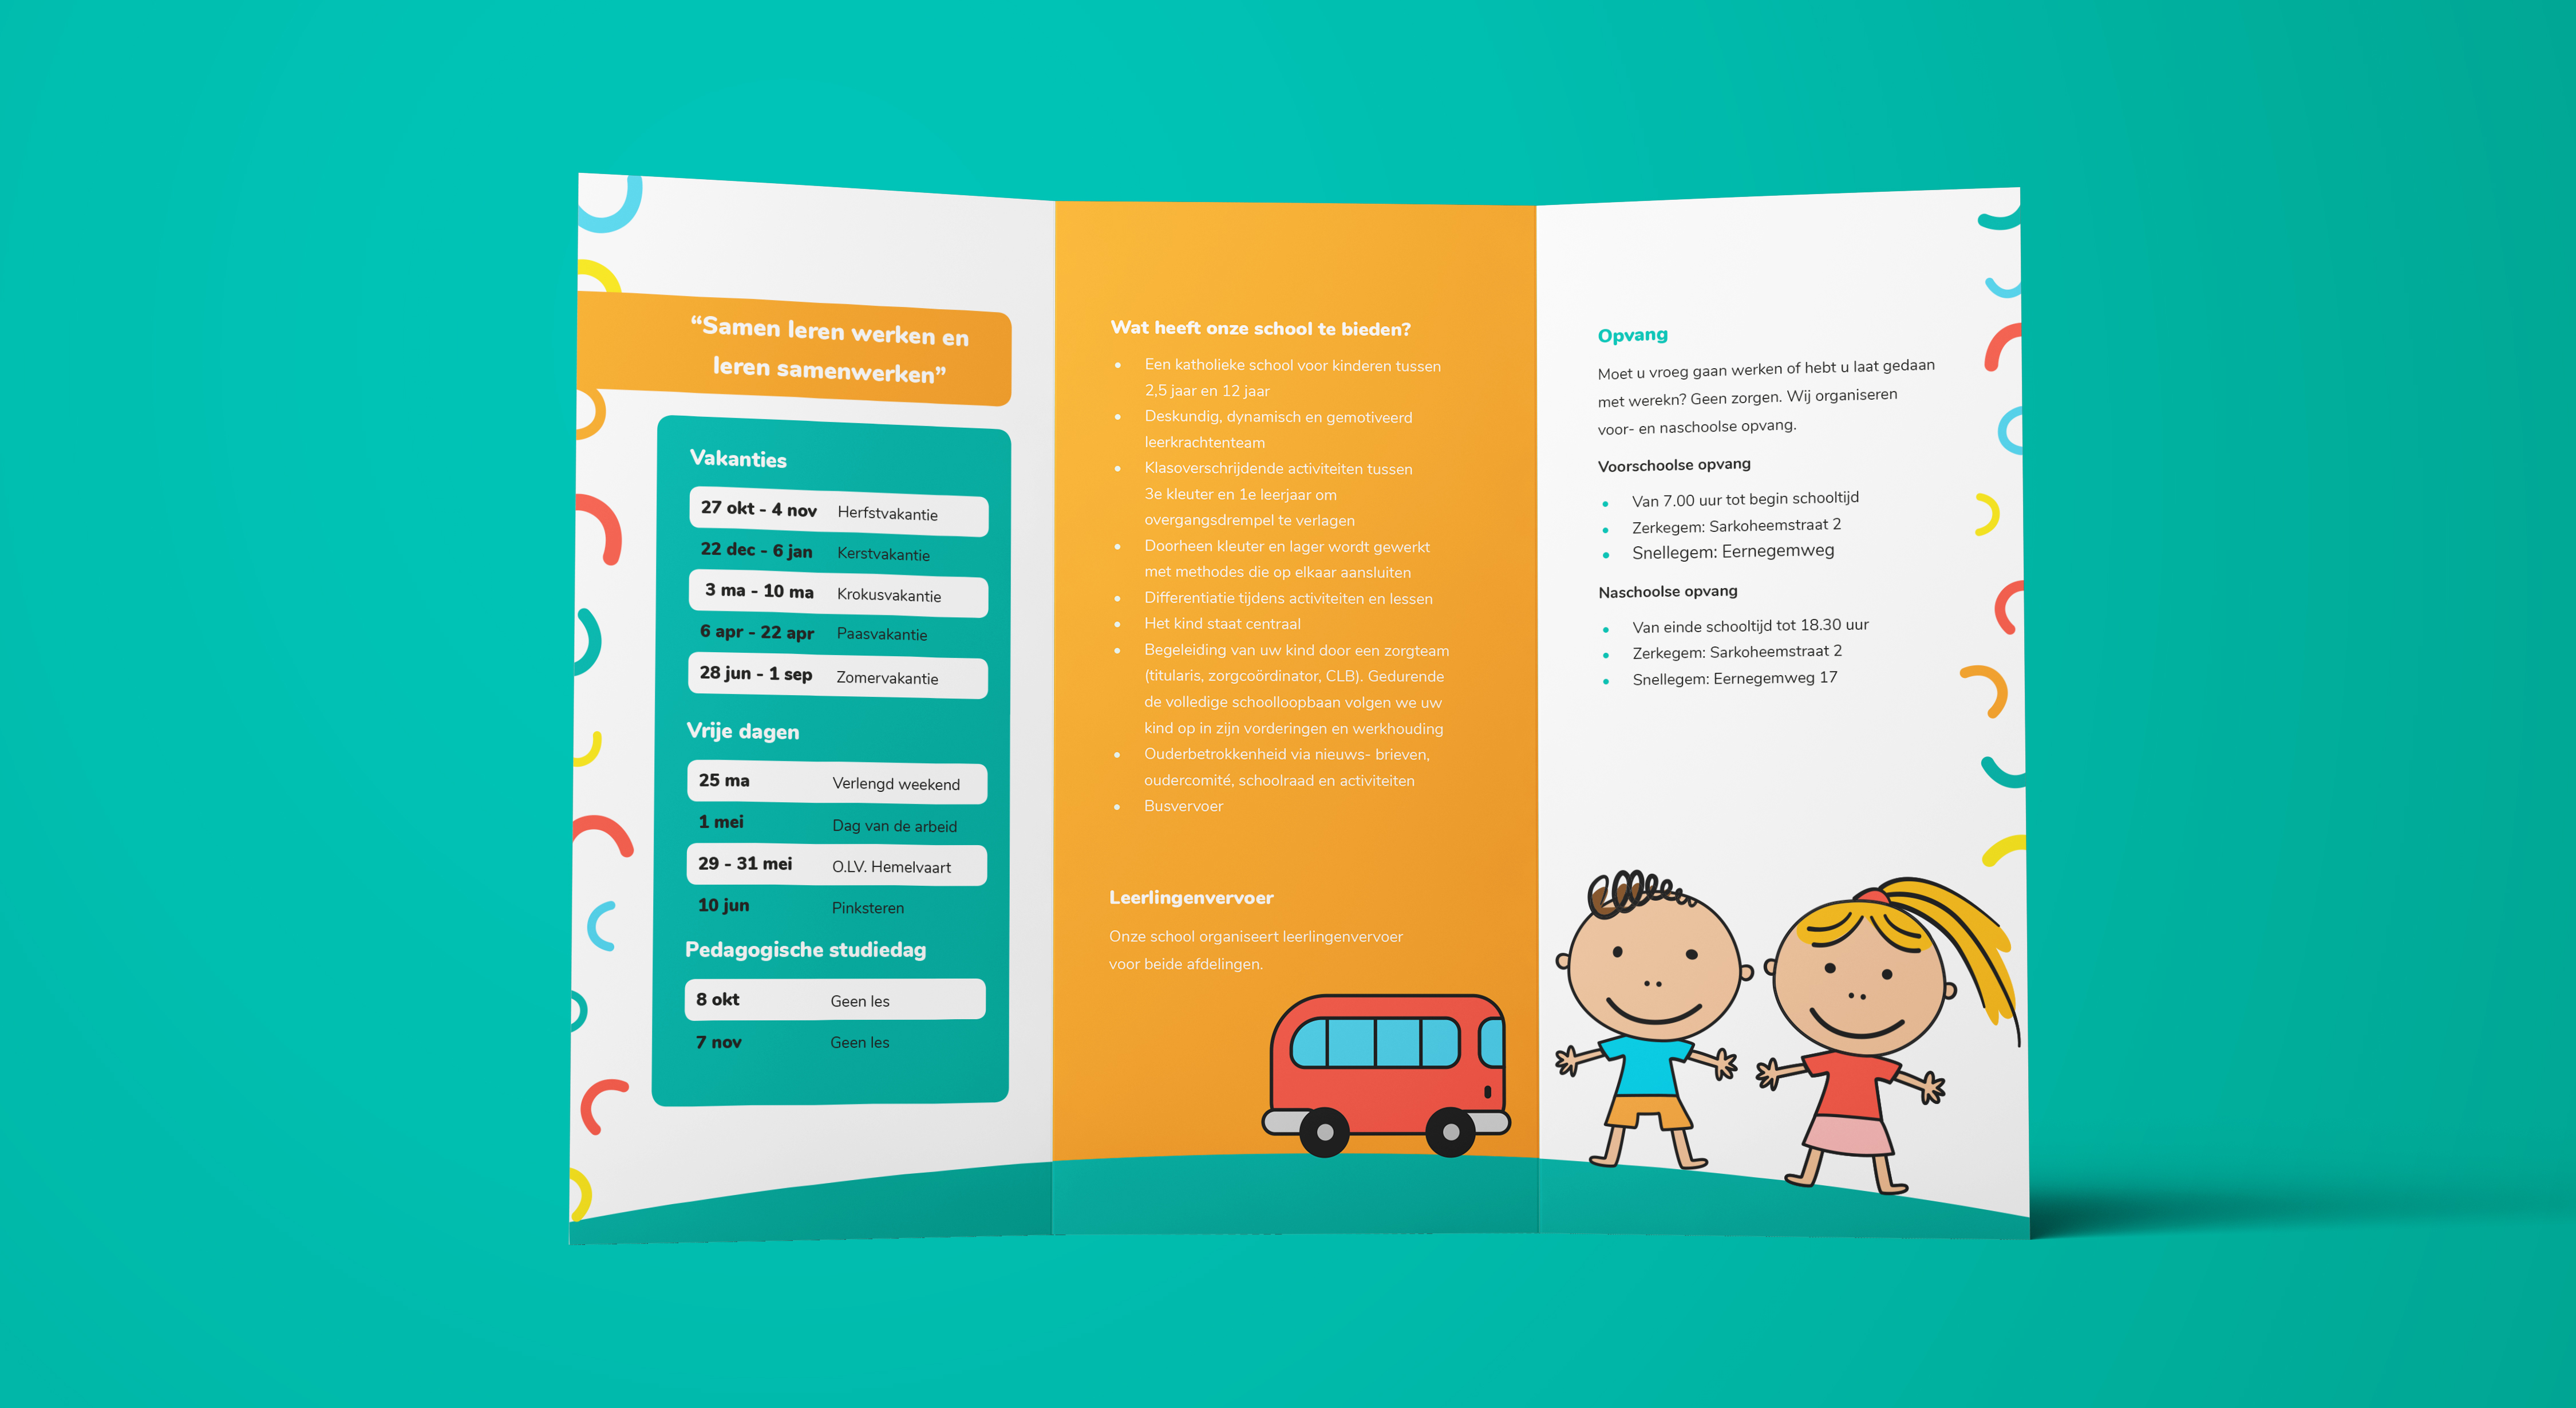 “Samen leren werken en
leren samenwerken”
Vakanties
27 okt - 4 nov Herfstvakantie
22 dec - 6 jan Kerstvakantie
3 ma - 10 ma Krokusvakantie
6 apr - 22 apr Paasvakantie
28 jun - 1 sep Zomervakantie
Vrije dagen
25 ma Verlengd weekend
1 mei Dag van de arbeid
29 - 31 mei O.L.V. Hemelvaart
10 jun Pinksteren
Pedagogische studiedag
8 okt Geen les
7 nov Geen les
Wat heeft onze school te bieden?
• Een katholieke school voor kinderen tussen
2,5 jaar en 12 jaar
• Deskundig, dynamisch en gemotiveerd
leerkrachtenteam
• Klasoverschrijdende activiteiten tussen
3e kleuter en 1e leerjaar om
overgangsdrempel te verlagen
• Doorheen kleuter en lager wordt gewerkt
met methodes die op elkaar aansluiten
• Differentiatie tijdens activiteiten en lessen
• Het kind staat centraal
• Begeleiding van uw kind door een zorgteam
(titularis, zorgcoördinator, CLB). Gedurende
de volledige schoolloopbaan volgen we uw
kind op in zijn vorderingen en werkhouding
• Ouderbetrokkenheid via nieuws- brieven,
oudercomité, schoolraad en activiteiten
• Busvervoer
Leerlingenvervoer
Onze school organiseert leerlingenvervoer
voor beide afdelingen.
Opvang
Moet u vroeg gaan werken of hebt u laat gedaan
met werekn? Geen zorgen. Wij organiseren
voor- en naschoolse opvang.
Voorschoolse opvang
• Van 7.00 uur tot begin schooltijd
• Zerkegem: Sarkoheemstraat 2
• Snellegem: Eernegemweg
Naschoolse opvang
• Van einde schooltijd tot 18.30 uur
• Zerkegem: Sarkoheemstraat 2
• Snellegem: Eernegemweg 17